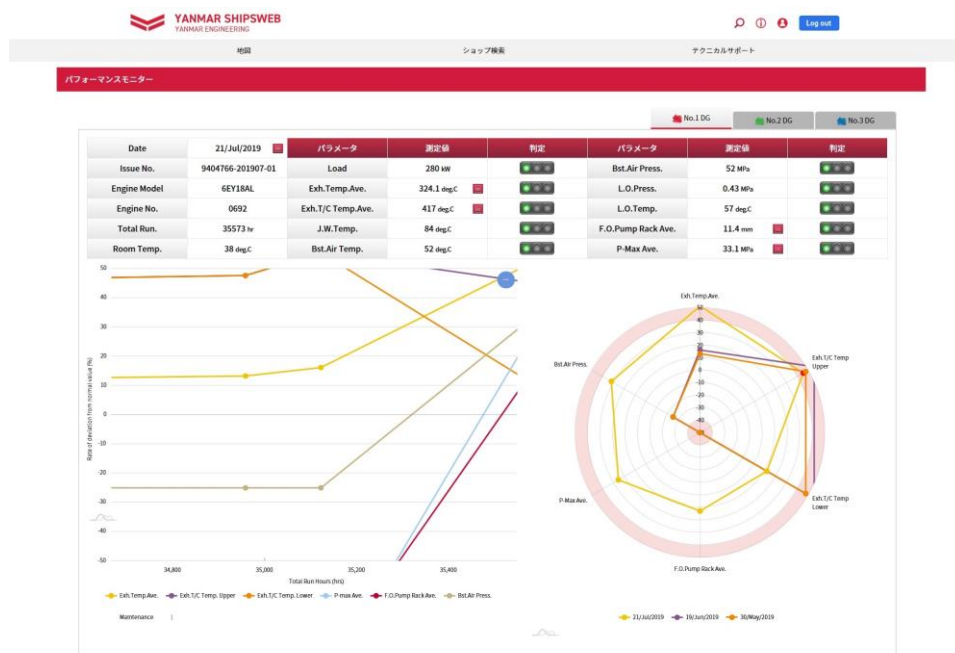 YANMAR SHIPSWEB
YANMAR ENGINEERING
Log out
地図 ショップ検索 テクニカルサポート
パフォーマンスモニター
No.1 DG No.2 DG No.3 DG
Date 21/Jul/2019 パラメータ 測定値 判定 パラメータ 測定値 判定
Issue No. 9404766-201907-01 Load 280 kW Bst.Air Press. 52 MPa
Engine Model 6EY18AL Exh.Temp.Ave. 324.1 deg.C L.O.Press. 0.43 MPa
Engine No. 0692 Exh.T/C Temp.Ave. 417 deg.C L.O.Temp. 57 deg.C
Total Run. 35573 hr J.W.Temp. 84 deg.C F.O.Pump Rack Ave. 11.4 mm
Room Temp. 38 deg.C Bst.Air Temp. 52 deg.C P-Max Ave. 33.1 MPa
50
40
30
20
10
0
-10
-20
-30
-40
-50
Rate of deviation from normal value (%)
34,800 35,000 35,200 35,400
Total Run Hours (hrs)
Exh.Temp.Ave. Exh.T/C Temp. Upper Exh.T/C Temp. Lower P-max Ave. F.O.Pump Rack Ave. Bst.Air Press.
Maintenance
Exh.Temp.Ave.
50
40
30
20
10
0
-10
-20
-30
-40
Exh.T/C Temp
Upper
Bst.Air Press.
P-Max Ave.
Exh.T/C Temp
Lower
F.O.Pump Rack Ave.
21/Jul/2019 19/Jun/2019 30/May/2019